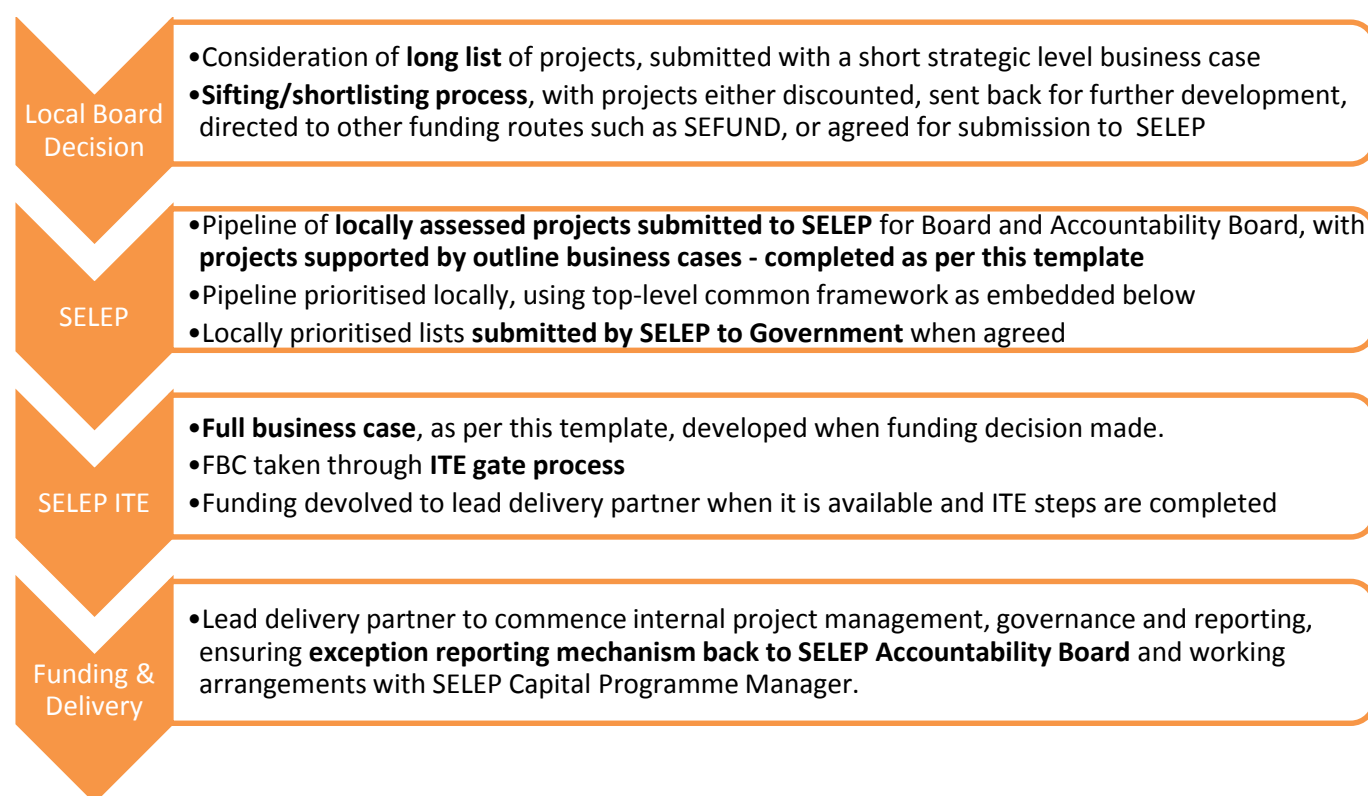 Local Board
Decision
•Consideration of long list of projects, submitted with a short strategic level business case
•Sifting/shortlisting process, with projects either discounted, sent back for further development,
directed to other funding routes such as SEFUND, or agreed for submission to SELEP
SELEP
•Pipeline of locally assessed projects submitted to SELEP for Board and Accountability Board, with
projects supported by outline business cases - completed as per this template
•Pipeline prioritised locally, using top-level common framework as embedded below
•Locally prioritised lists submitted by SELEP to Government when agreed
SELEP ITE
•Full business case, as per this template, developed when funding decision made.
•FBC taken through ITE gate process
•Funding devolved to lead delivery partner when it is available and ITE steps are completed
Funding &
Delivery
•Lead delivery partner to commence internal project management, governance and reporting,
ensuring exception reporting mechanism back to SELEP Accountability Board and working
arrangements with SELEP Capital Programme Manager.